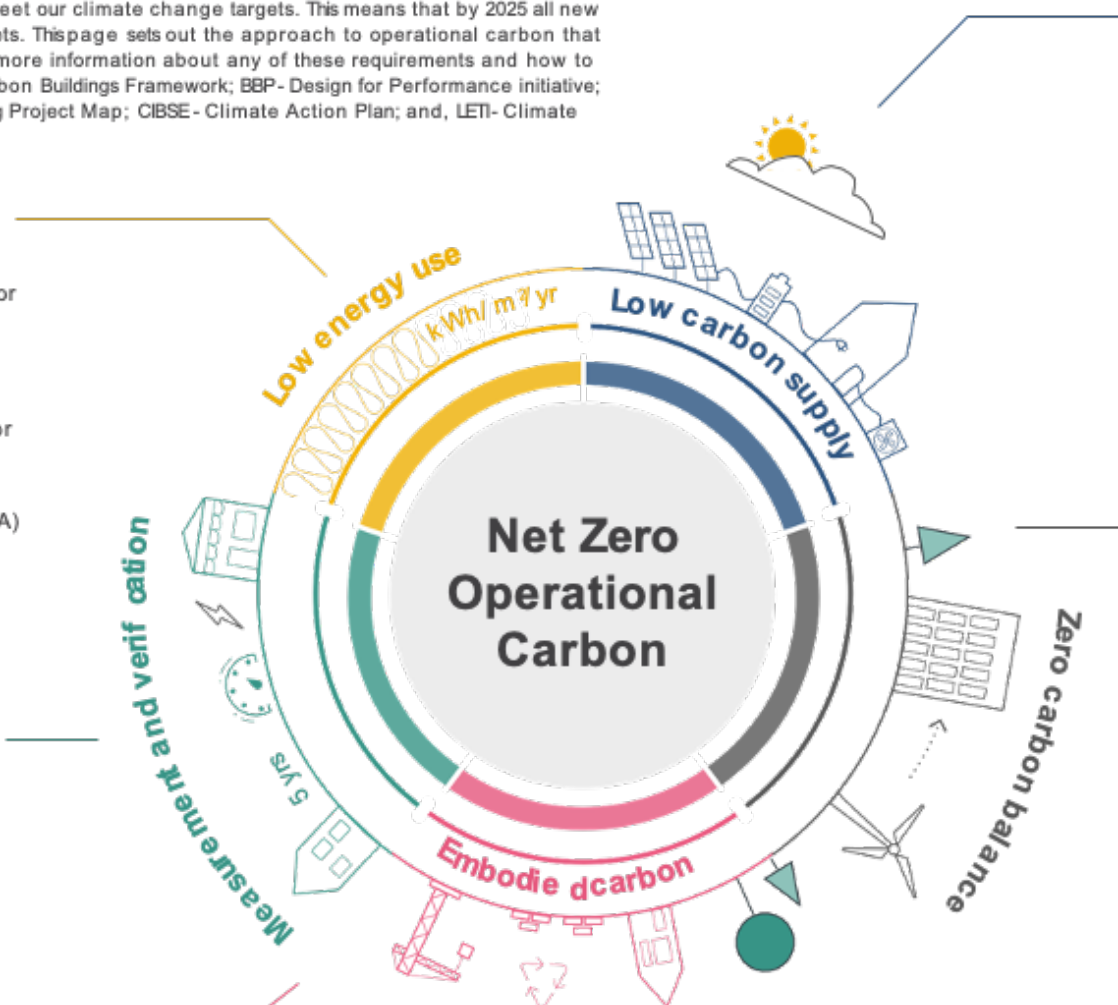 eet our climate change targets. This means that by 2025 all new
ets. This page sets out the approach to operational carbon that
more information about any of these requirements and how to
bon Buildings Framework; BBP - Design for Performance initiative;
g Project Map; CIBSE - Climate Action Plan; and, LETI - Climate
or
or
A)
Low energy use
kWh/m²/yr
Low carbon supply
Net Zero
Operational
Carbon
Measurement and verif cation
5 yrs
Zero carbon balance
Embodie dcarbon